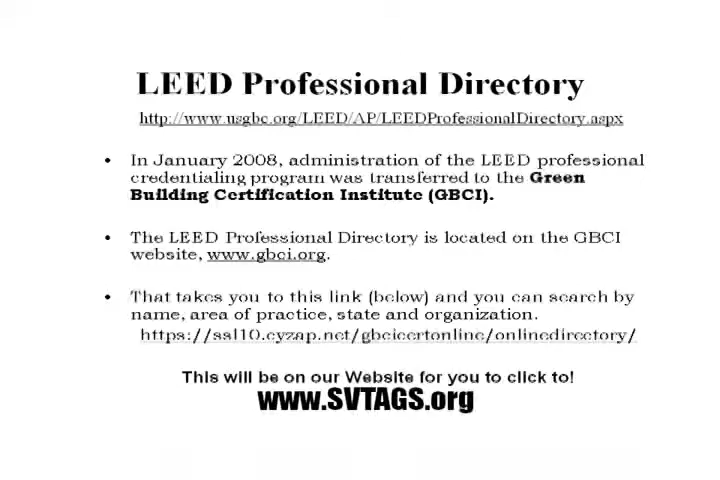 LEED Professional Directory
http://www.usgbc.org/LEED/AP/LEEDProfessionalDirectory.aspx
• In January 2008, administration of the LEED professional
credentialing program was transferred to the Green
Building Certification Institute (GBCI).
• The LEED Professional Directory is located on the GBCI
website, www.gbci.org.
• That takes you to this link (below) and you can search by
name, area of practice, state and organization.
https://ssl10.cyzap.net/gbcicertonline/onlinedirectory/
This will be on our Website for you to click to!
www.SVTAGS.org